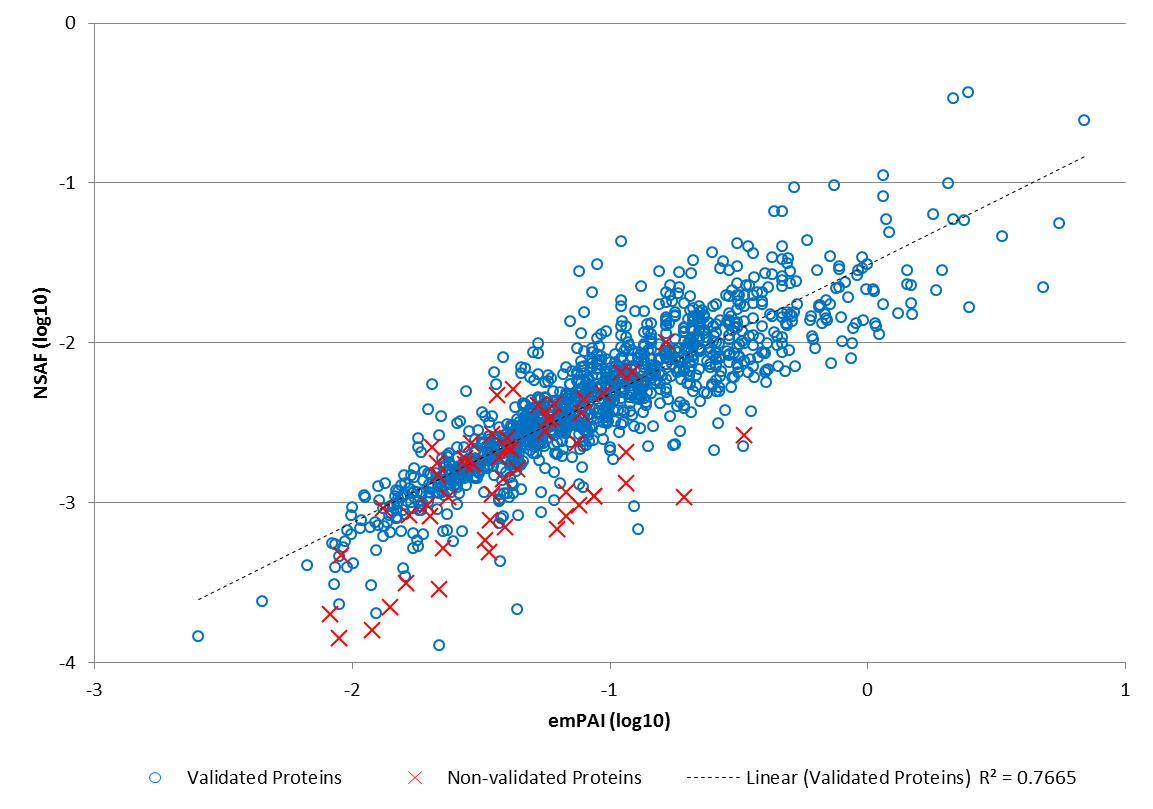 0
-1
-2
-3
-4
NSAF (log10)
-3 -2 -1 0 1
emPAI (log10)
Validated Proteins Non-validated Proteins Linear (Validated Proteins) R² = 0.7665